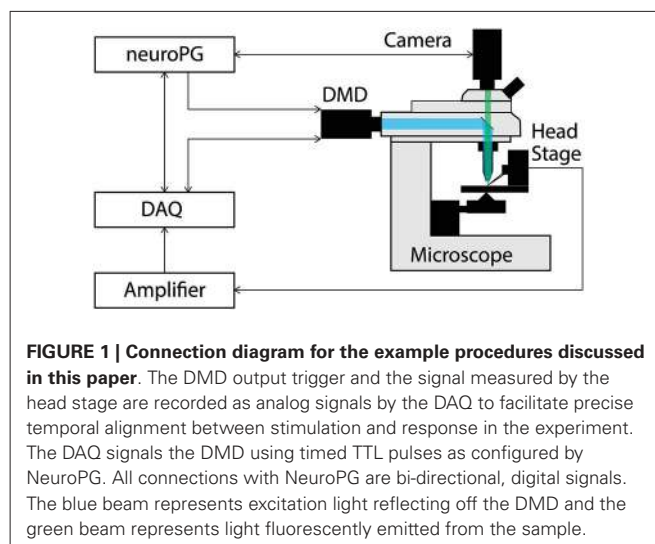 Camera
neuroPG
DMD
Head
Stage
DAQ
Microscope
Amplifier
FIGURE 1 | Connection diagram for the example procedures discussed
in this paper. The DMD output trigger and the signal measured by the
head stage are recorded as analog signals by the DAQ to facilitate precise
temporal alignment between stimulation and response in the experiment.
The DAQ signals the DMD using timed TTL pulses as configured by
NeuroPG. All connections with NeuroPG are bi-directional, digital signals.
The blue beam represents excitation light reflecting off the DMD and the
green beam represents light fluorescently emitted from the sample.